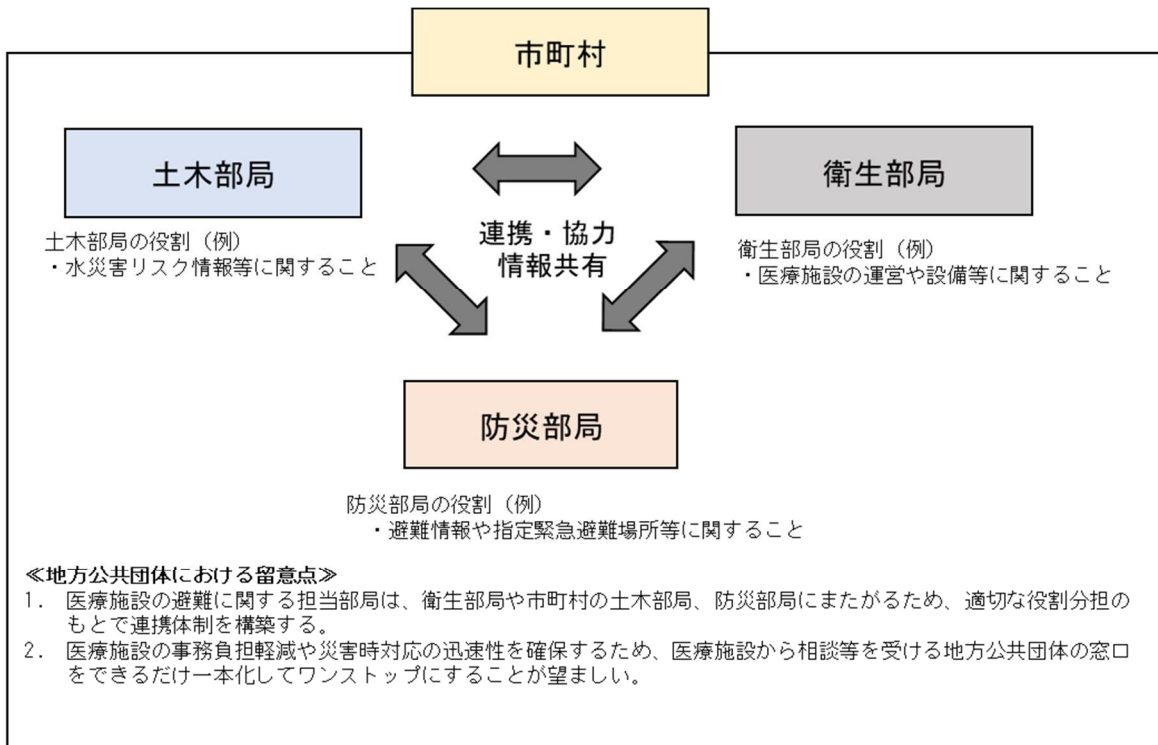 市町村
土木部局
衛生部局
土木部局の役割（例）
・水災害リスク情報等に関すること
連携・協力
情報共有
衛生部局の役割（例）
・医療施設の運営や設備等に関すること
防災部局
防災部局の役割（例）
・避難情報や指定緊急避難場所等に関すること
≪地方公共団体における留意点≫
1. 医療施設の避難に関する担当部局は、衛生部局や市町村の土木部局、防災部局にまたがるため、適切な役割分担の
もとで連携体制を構築する。
2. 医療施設の事務負担軽減や災害時対応の迅速性を確保するため、医療施設から相談等を受ける地方公共団体の窓口
をできるだけ一本化してワンストップにすることが望ましい。